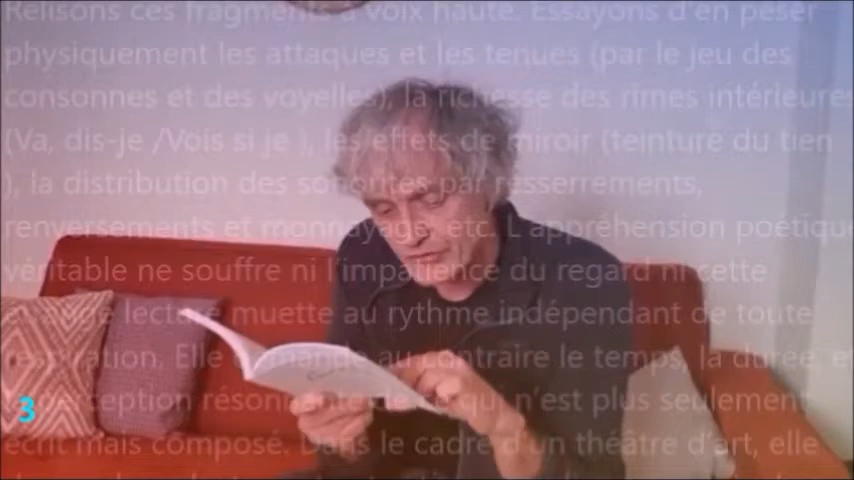 Relisons ces fragments à voix haute. Essayons d'en peser
physiquement les attaques et les tenues (par le jeu des
consonnes et des voyelles, la richesse des rimes intérieures
(Va, dis-je /Vois si je ), les effets de miroir (teinture du tien
), la distribution des par resserrements,
renversements et etc. L'appréhension poétique
véritable ne souffre ni l'impatience du regard ni cette
lecture muette au rythme indépendant de toute
respiration. Elle demande au contraire le temps, la durée, et
perception qu'il n'est plus seulement
écrit mais composé. Dans le cadre d'un théâtre d'art, elle
3